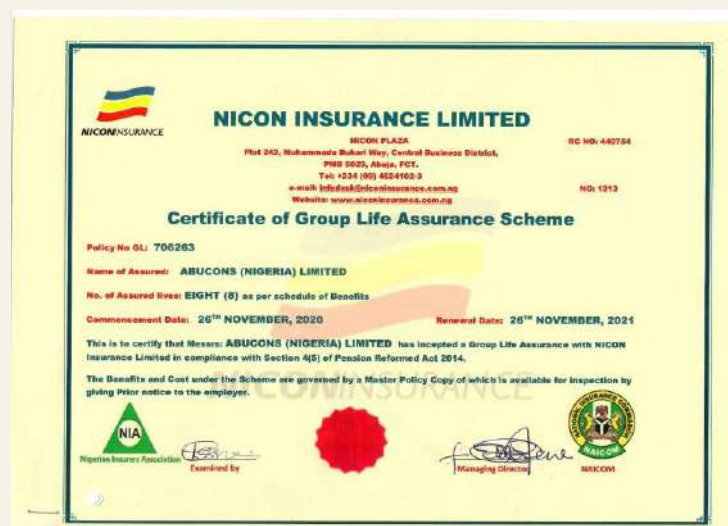 NICON INSURANCE
NICON INSURANCE LIMITED
NICON PLAZA
RC NO: 440754
Plot 242, Muhammadu Buhari Way, Central Business District,
PMB 5029, Abuja, FCT.
Tel: +234 (09) 4624102-3
e-mail: infodesk@niconinsurance.com.ng
NO: 1213
Website: www.niconinsurance.com.ng
Certificate of Group Life Assurance Scheme
Policy No GL: 706263
Name of Assured: ABUCONS (NIGERIA) LIMITED
No. of Assured lives: EIGHT (8) as per schedule of Benefits
Commencement Date: 26TH NOVEMBER, 2020
Renewal Date: 26TH NOVEMBER, 2021
This is to certify that Messrs: ABUCONS (NIGERIA) LIMITED has incepted a Group Life Assurance with NICON
Insurance Limited in compliance with Section 4(5) of Pension Reformed Act 2014.
The Benefits and Cost under the Scheme are governed by a Master Policy Copy of which is available for inspection by
giving Prior notice to the employer.
NICONINSURANCE
NIA
Nigerian Insurers Association
Examined by
Managing Director
NATIONAL INSURANCE COMMISSION
NAICOM
NAICOM